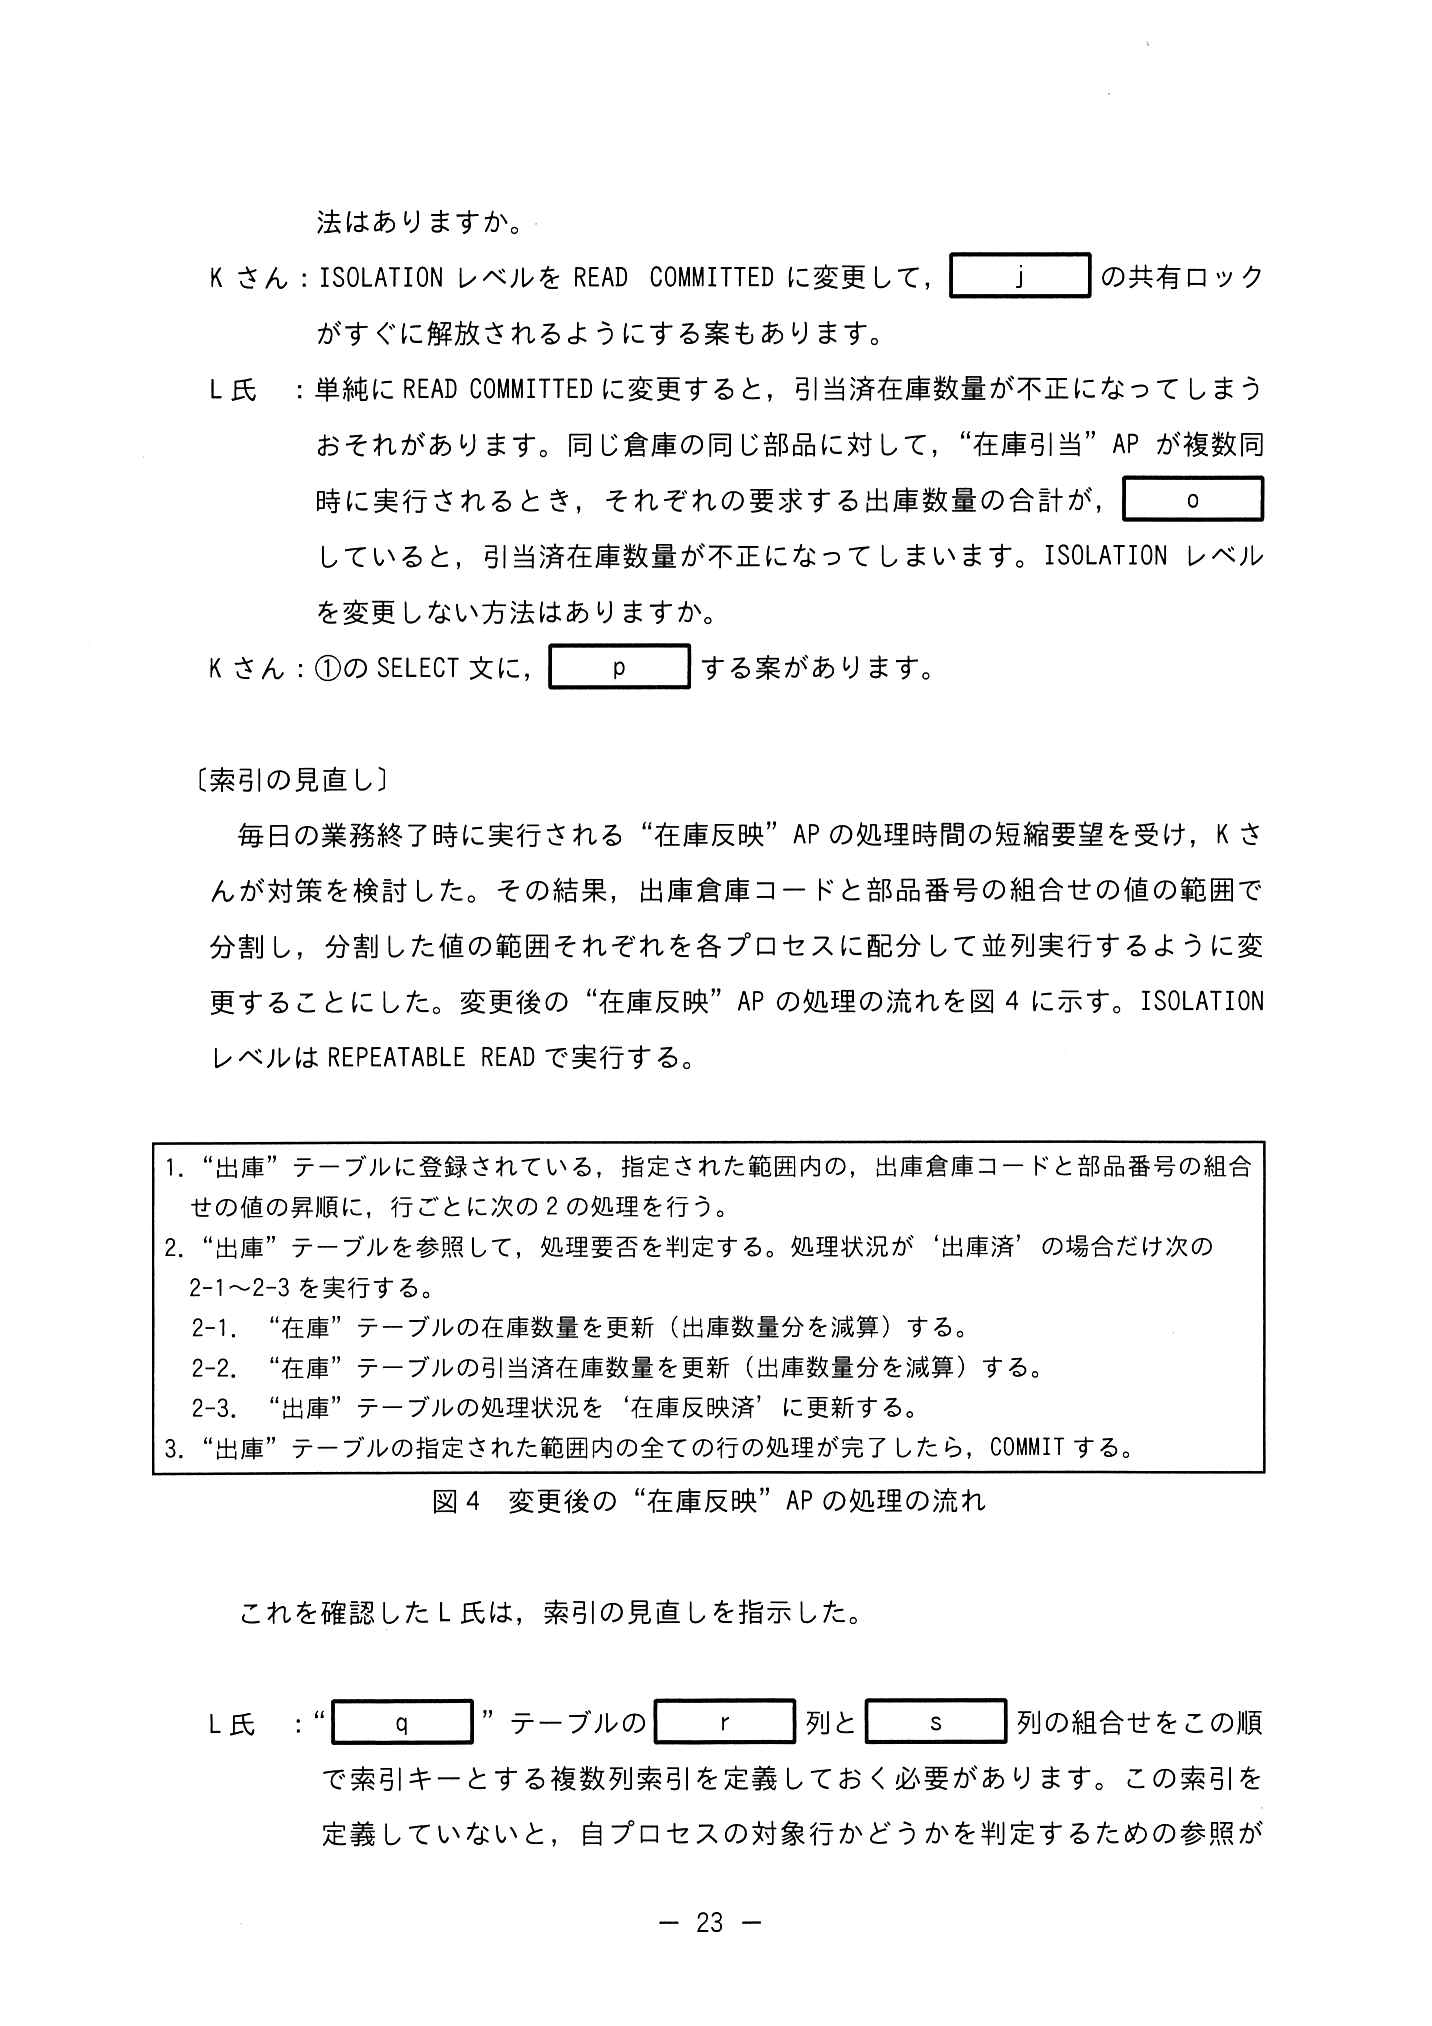 法はありますか。
K さん：ISOLATION レベルを READ COMMITTED に変更して， j の共有ロック
がすぐに解放されるようにする案もあります。
L 氏　：単純に READ COMMITTED に変更すると，引当済在庫数量が不正になってしまう
おそれがあります。同じ倉庫の同じ部品に対して，“在庫引当” AP が複数同
時に実行されるとき，それぞれの要求する出庫数量の合計が， o
していると，引当済在庫数量が不正になってしまいます。ISOLATION レベル
を変更しない方法はありますか。
K さん：①の SELECT 文に， p する案があります。
〔索引の見直し〕
毎日の業務終了時に実行される “在庫反映” AP の処理時間の短縮要望を受け，K さ
んが対策を検討した。その結果，出庫倉庫コードと部品番号の組合せの値の範囲で
分割し，分割した値の範囲それぞれを各プロセスに配分して並列実行するように変
更することにした。変更後の “在庫反映” AP の処理の流れを図 4 に示す。ISOLATION
レベルは REPEATABLE READ で実行する。
1. “出庫” テーブルに登録されている，指定された範囲内の，出庫倉庫コードと部品番号の組合
せの値の昇順に，行ごとに次の 2 の処理を行う。
2. “出庫” テーブルを参照して，処理要否を判定する。処理状況が ‘出庫済’ の場合だけ次の
2-1～2-3 を実行する。
2-1. “在庫” テーブルの在庫数量を更新（出庫数量分を減算）する。
2-2. “在庫” テーブルの引当済在庫数量を更新（出庫数量分を減算）する。
2-3. “出庫” テーブルの処理状況を ‘在庫反映済’ に更新する。
3. “出庫” テーブルの指定された範囲内の全ての行の処理が完了したら，COMMIT する。
図 4　変更後の “在庫反映” AP の処理の流れ
これを確認した L 氏は，索引の見直しを指示した。
L 氏　：“ q ” テーブルの r 列と s 列の組合せをこの順
で索引キーとする複数列索引を定義しておく必要があります。この索引を
定義していないと，自プロセスの対象行かどうかを判定するための参照が
－ 23 －